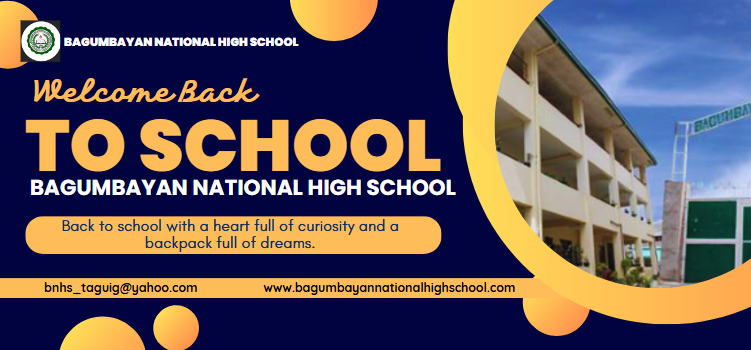 BAGUMBAYAN NATIONAL HIGH SCHOOL
Welcome Back
TO SCHOOL
BAGUMBAYAN NATIONAL HIGH SCHOOL
Back to school with a heart full of curiosity and a
backpack full of dreams.
bnhs_taguig@yahoo.com
www.bagumbayannationalhighschool.com